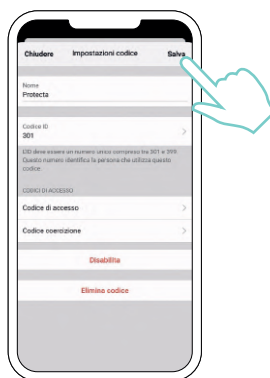 Chiudere Impostazioni codice Salva
Nome
Protecta
Codice ID
301
L'ID deve essere un numero unico compreso tra 301 e 399.
Questo numero identifica la persona che utilizza questo
codice
CODICI DI ACCESSO
Codice di accesso
Codice coercizione
Disabilita
Elimina codice